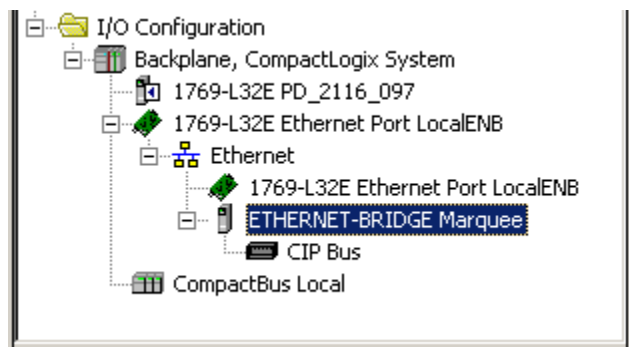 I/O Configuration
Backplane, CompactLogix System
1769-L32E PD_2116_097
1769-L32E Ethernet Port LocalENB
Ethernet
1769-L32E Ethernet Port LocalENB
ETHERNET-BRIDGE Marquee
CIP Bus
CompactBus Local